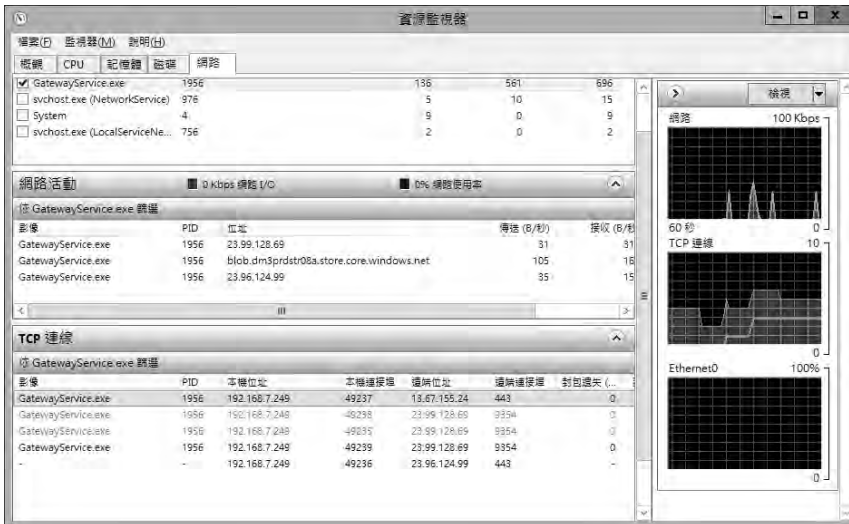 資源監視器
檔案(F) 監視器(M) 說明(H)
概觀 CPU 記憶體 磁碟 網路
GatewayService.exe 1956 136 561 696
svchost.exe (NetworkService) 976 5 10 15
System 4 9 0 9
svchost.exe (LocalServiceNe... 756 2 0 2
網路活動 0 Kbps 網路 I/O 0% 網路使用率
依 GatewayService.exe 篩選
影像 PID 位址 傳送 (B/秒) 接收 (B/秒
GatewayService.exe 1956 23.99.128.69 31 31
GatewayService.exe 1956 blob.dm3prdstr08a.store.core.windows.net 105 16
GatewayService.exe 1956 23.96.124.99 35 15
TCP 連線
依 GatewayService.exe 篩選
影像 PID 本機位址 本機連接埠 遠端位址 遠端連接埠 封包遺失 (...
GatewayService.exe 1956 192.168.7.249 49237 13.67.155.24 443 0
GatewayService.exe 1956 192.168.7.249 49238 23.99.128.69 9354 0
GatewayService.exe 1956 192.168.7.249 49235 23.99.128.69 9354 0
GatewayService.exe 1956 192.168.7.249 49239 23.99.128.69 9354 0
- - 192.168.7.249 49236 23.96.124.99 443 -
檢視
網路 100 Kbps
60 秒 0
TCP 連線 10
0
Ethernet0 100%
0